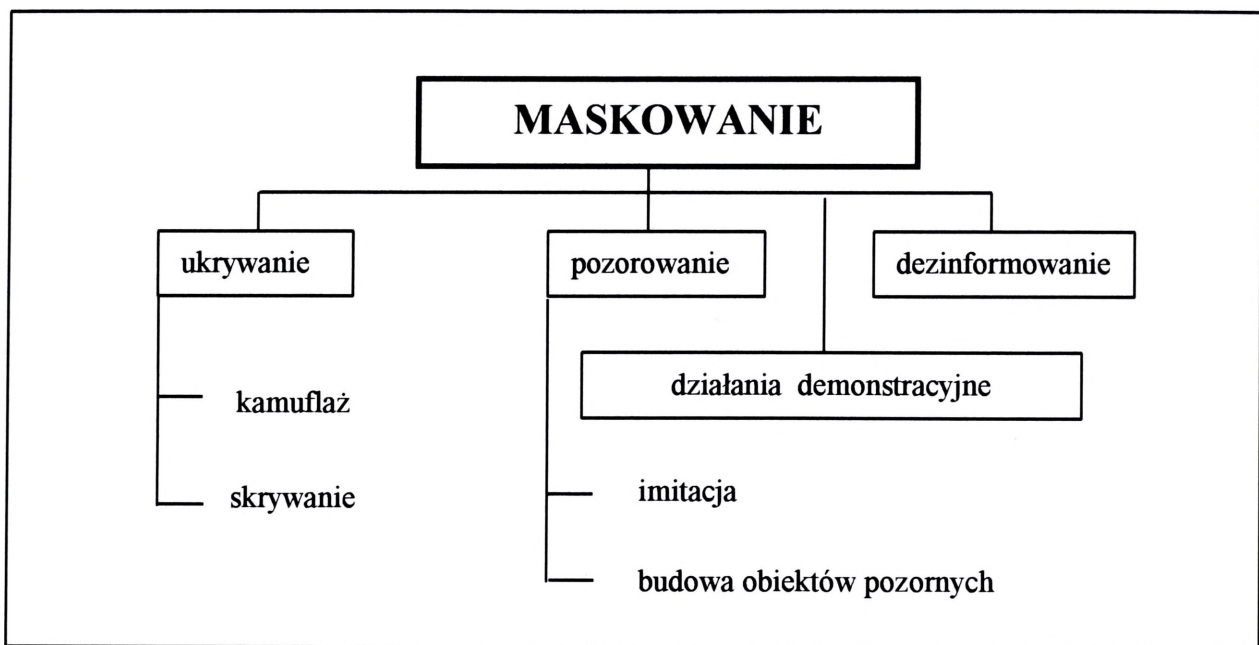 MASKOWANIE
ukrywanie
pozorowanie
dezinformowanie
działania demonstracyjne
kamuflaż
skrywanie
imitacja
budowa obiektów pozornych